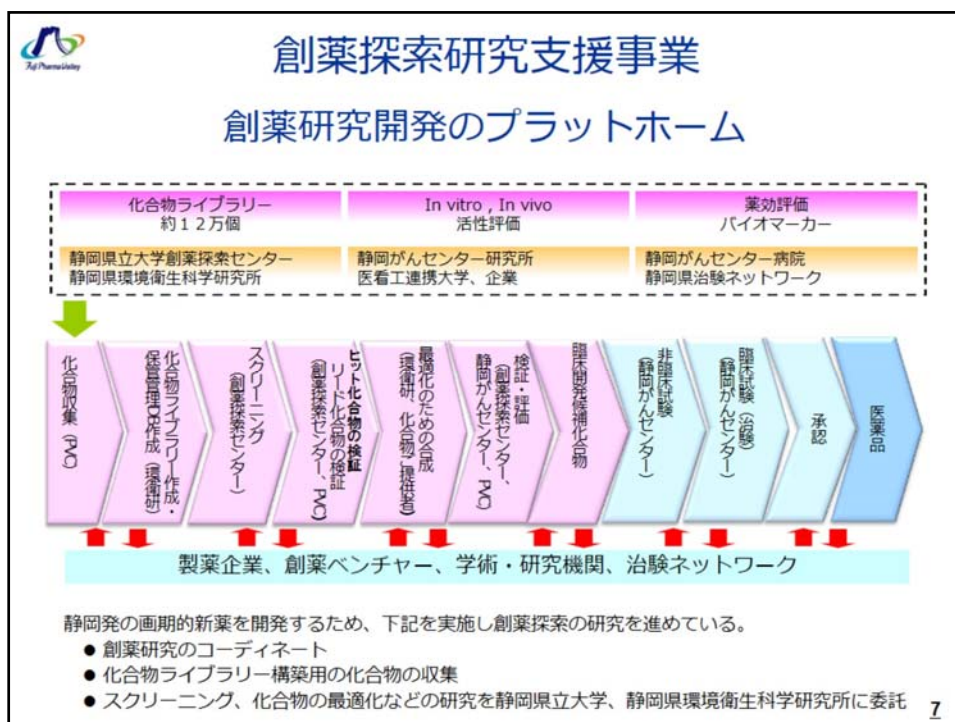 Fuji Pharma Valley
創薬探索研究支援事業
創薬研究開発のプラットホーム
化合物ライブラリー
約12万個
In vitro , In vivo
活性評価
薬効評価
バイオマーカー
静岡県立大学創薬探索センター
静岡県環境衛生科学研究所
静岡がんセンター研究所
医看工連携大学、企業
静岡がんセンター病院
静岡県治験ネットワーク
化合物収集(PVC)
化合物ライブラリー作成・
保管管理DB作成(環衛研)
スクリーニング
(創薬探索センター)
ヒット化合物の検証
リード化合物の検証
(創薬探索センター、PVC)
最適化のための合成
(環衛研、化合物ご提供者)
検証・評価
(創薬探索センター、
静岡がんセンター、PVC)
臨床開発候補化合物
非臨床試験
(静岡がんセンター)
臨床試験(治験)
(静岡がんセンター)
承認
医薬品
製薬企業、創薬ベンチャー、学術・研究機関、治験ネットワーク
静岡発の画期的新薬を開発するため、下記を実施し創薬探索の研究を進めている。
● 創薬研究のコーディネート
● 化合物ライブラリー構築用の化合物の収集
● スクリーニング、化合物の最適化などの研究を静岡県立大学、静岡県環境衛生科学研究所に委託
7